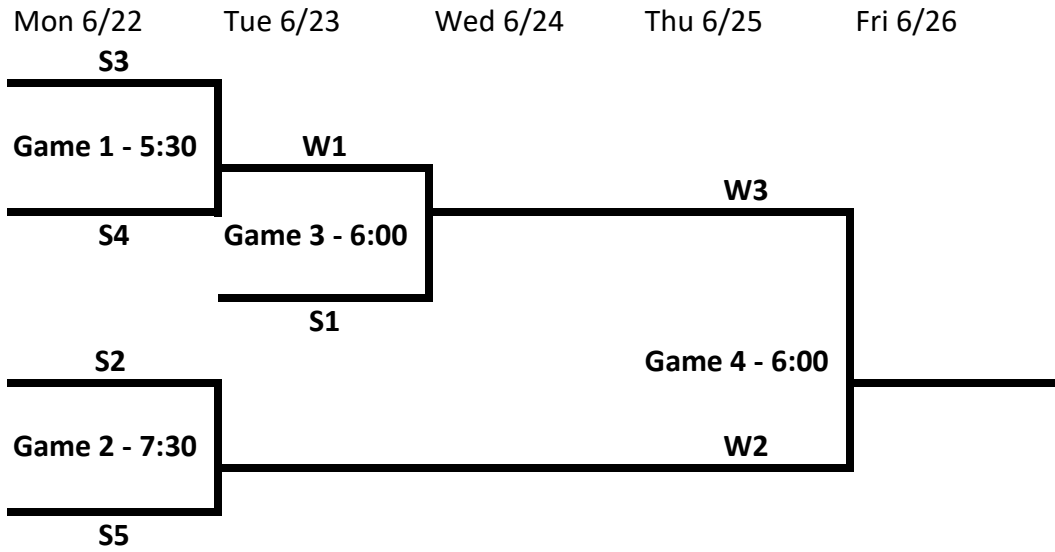 Mon 6/22 Tue 6/23 Wed 6/24 Thu 6/25 Fri 6/26
S3
Game 1 - 5:30 W1
W3
S4 Game 3 - 6:00
S1
S2 Game 4 - 6:00
Game 2 - 7:30 W2
S5